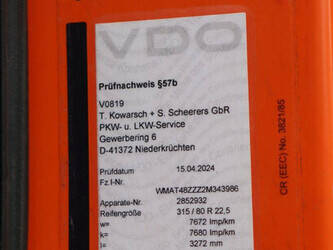 VDO
Prüfnachweis §57b
V0819
T. Kowarsch + S. Scheerers GbR
PKW- u. LKW-Service
Gewerbering 6
D-41372 Niederkrüchten
Prüfdatum 15.04.2024
Fz.I-Nr.
WMAT48ZZZ2M343986
Apparate-Nr. 2852932
Reifengröße 315 / 80 R 22,5
w= 7672 Imp/km
k= 7680 Imp/km
l= 3272 mm
CR (EEC) No. 3821/85